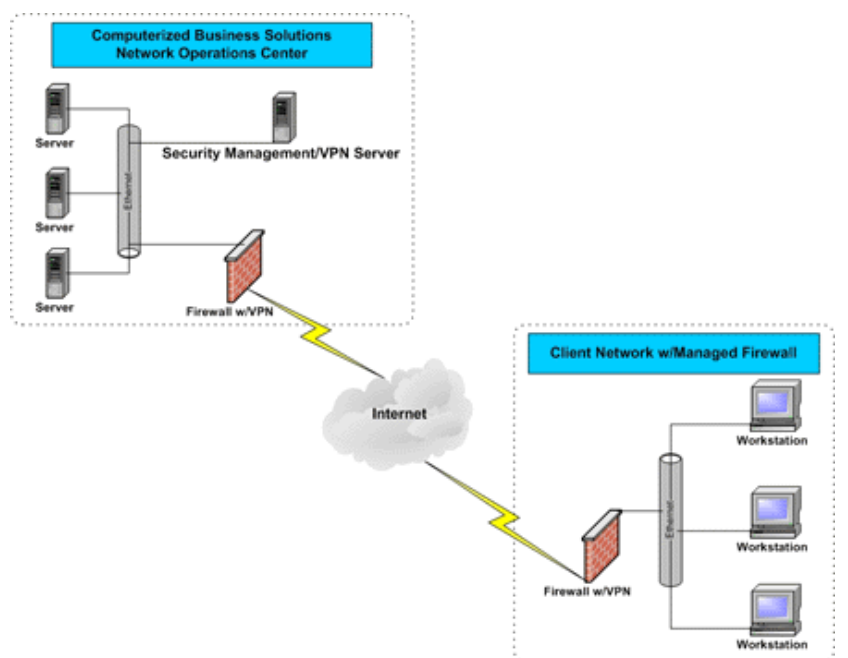 Computerized Business Solutions
Network Operations Center
Server
Security Management/VPN Server
Ethernet
Server
Server
Firewall w/VPN
Client Network w/Managed Firewall
Internet
Workstation
Ethernet
Workstation
Firewall w/VPN
Workstation